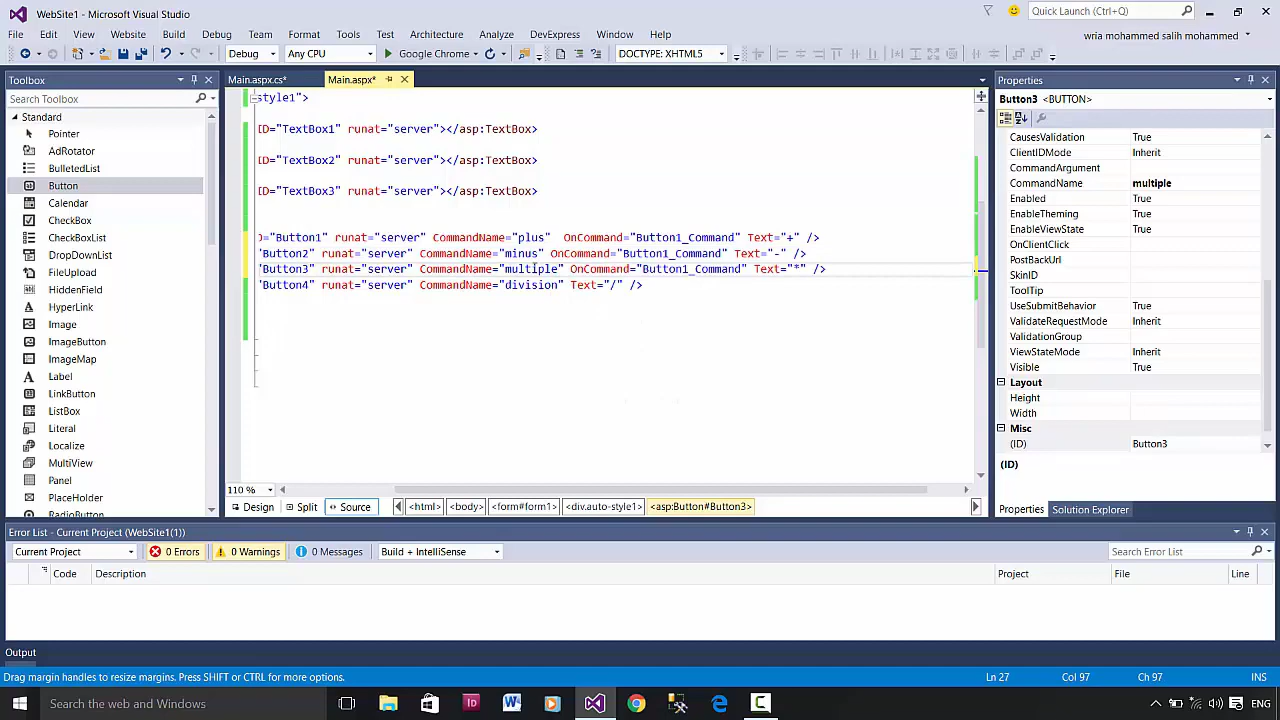 WebSite1 - Microsoft Visual Studio
Quick Launch (Ctrl+Q)
File Edit View Website Build Debug Team Format Tools Test Architecture Analyze DevExpress Window Help
wria mohammed salih mohammed
Debug Any CPU Google Chrome DOCTYPE: XHTML5
Toolbox
Search Toolbox
Standard
Pointer
AdRotator
BulletedList
Button
Calendar
CheckBox
CheckBoxList
DropDownList
FileUpload
HiddenField
HyperLink
Image
ImageButton
ImageMap
Label
LinkButton
ListBox
Literal
Localize
MultiView
Panel
PlaceHolder
RadioButton
Main.aspx.cs* Main.aspx*
style1">
ID="TextBox1" runat="server"></asp:TextBox>
ID="TextBox2" runat="server"></asp:TextBox>
ID="TextBox3" runat="server"></asp:TextBox>
D="Button1" runat="server" CommandName="plus" OnCommand="Button1_Command" Text="+" />
"Button2" runat="server" CommandName="minus" OnCommand="Button1_Command" Text="-" />
"Button3" runat="server" CommandName="multiple" OnCommand="Button1_Command" Text="*" />
"Button4" runat="server" CommandName="division" Text="/" />
110 %
Design Split Source <html> <body> <form#form1> <div.auto-style1> <asp:Button#Button3>
Properties
Button3 <BUTTON>
CausesValidation True
ClientIDMode Inherit
CommandArgument
CommandName multiple
Enabled True
EnableTheming True
EnableViewState True
OnClientClick
PostBackUrl
SkinID
ToolTip
UseSubmitBehavior True
ValidateRequestMode Inherit
ValidationGroup
ViewStateMode Inherit
Visible True
Layout
Height
Width
Misc
(ID) Button3
(ID)
Properties Solution Explorer
Error List - Current Project (WebSite1(1))
Current Project 0 Errors 0 Warnings 0 Messages Build + IntelliSense Search Error List
Code Description Project File Line
Output
Drag margin handles to resize margins. Press SHIFT or CTRL for more options. Ln 27 Col 97 Ch 97 INS
Search the web and Windows ENG